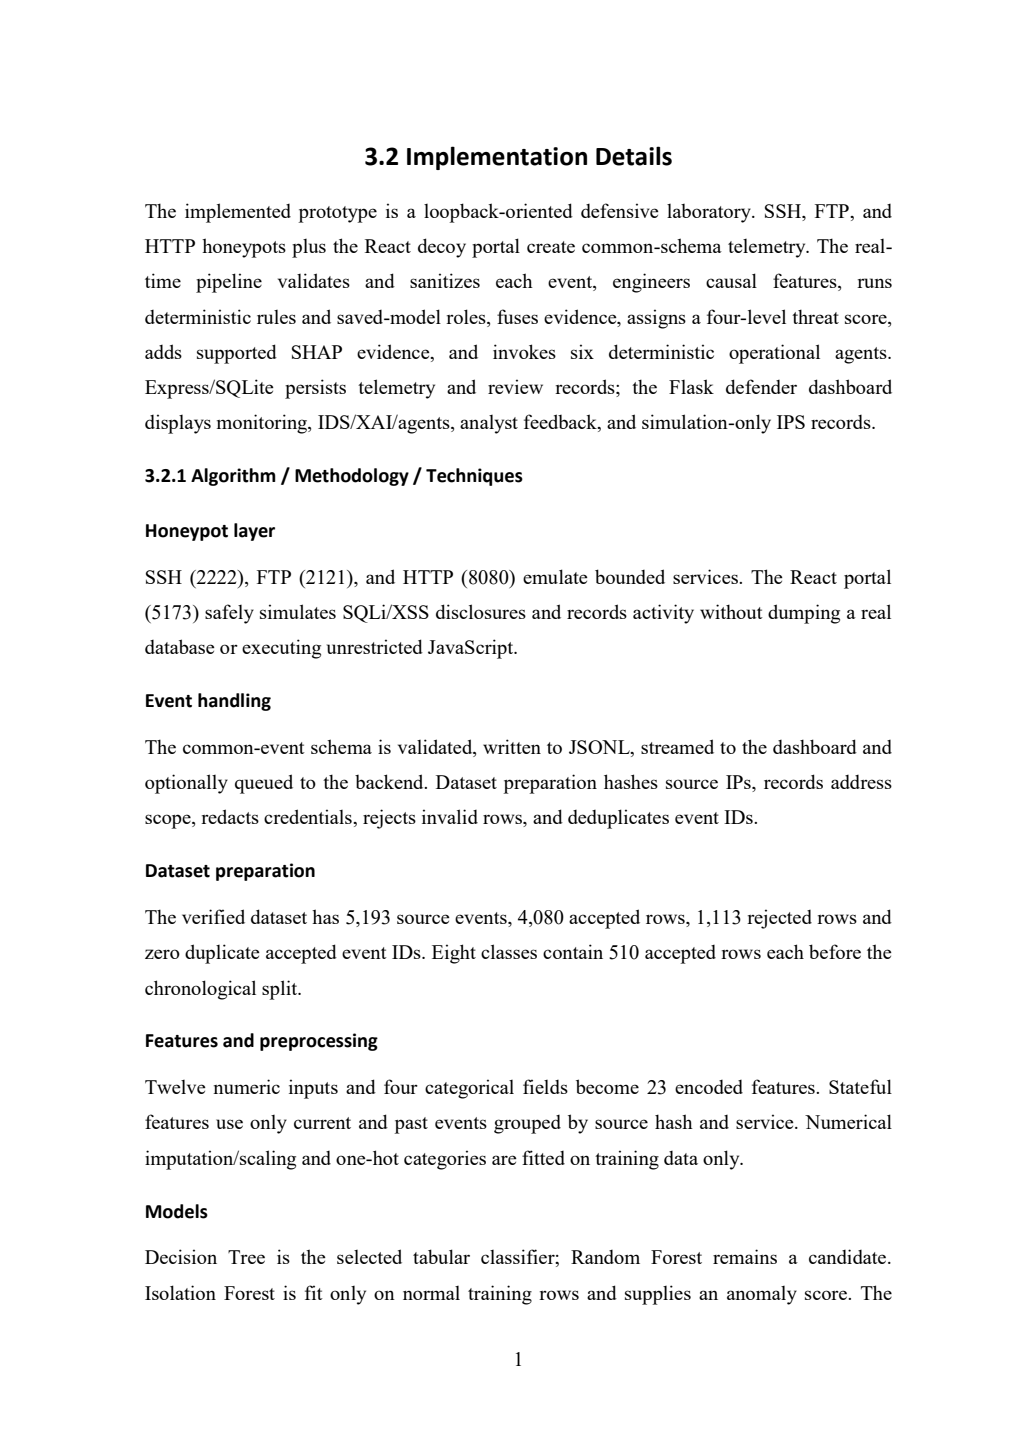 3.2 Implementation Details
The implemented prototype is a loopback-oriented defensive laboratory. SSH, FTP, and
HTTP honeypots plus the React decoy portal create common-schema telemetry. The real-
time pipeline validates and sanitizes each event, engineers causal features, runs
deterministic rules and saved-model roles, fuses evidence, assigns a four-level threat score,
adds supported SHAP evidence, and invokes six deterministic operational agents.
Express/SQLite persists telemetry and review records; the Flask defender dashboard
displays monitoring, IDS/XAI/agents, analyst feedback, and simulation-only IPS records.
3.2.1 Algorithm / Methodology / Techniques
Honeypot layer
SSH (2222), FTP (2121), and HTTP (8080) emulate bounded services. The React portal
(5173) safely simulates SQLi/XSS disclosures and records activity without dumping a real
database or executing unrestricted JavaScript.
Event handling
The common-event schema is validated, written to JSONL, streamed to the dashboard and
optionally queued to the backend. Dataset preparation hashes source IPs, records address
scope, redacts credentials, rejects invalid rows, and deduplicates event IDs.
Dataset preparation
The verified dataset has 5,193 source events, 4,080 accepted rows, 1,113 rejected rows and
zero duplicate accepted event IDs. Eight classes contain 510 accepted rows each before the
chronological split.
Features and preprocessing
Twelve numeric inputs and four categorical fields become 23 encoded features. Stateful
features use only current and past events grouped by source hash and service. Numerical
imputation/scaling and one-hot categories are fitted on training data only.
Models
Decision Tree is the selected tabular classifier; Random Forest remains a candidate.
Isolation Forest is fit only on normal training rows and supplies an anomaly score. The
1